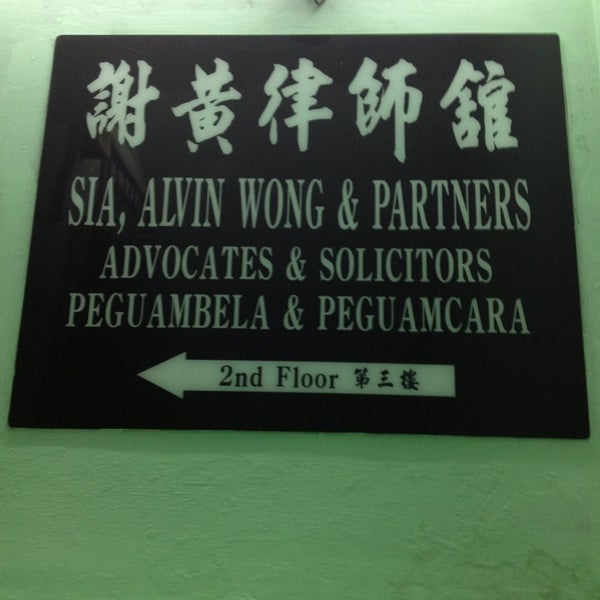 謝黃律師舘
SIA, ALVIN WONG & PARTNERS
ADVOCATES & SOLICITORS
PEGUAMBELA & PEGUAMCARA
2nd Floor 第三樓